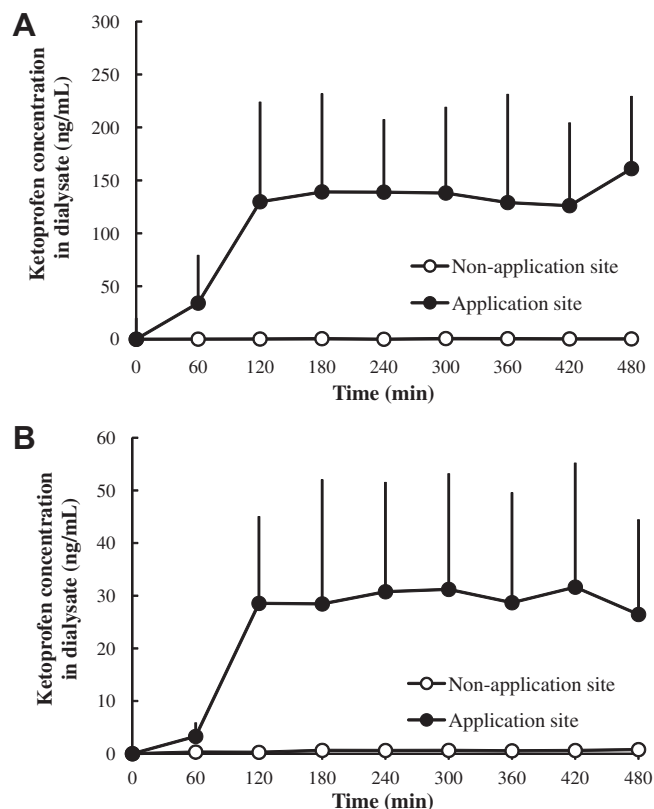 A
Ketoprofen concentration
in dialysate (ng/mL)
300
250
200
150
100
50
0
Non-application site
Application site
0 60 120 180 240 300 360 420 480
Time (min)
B
Ketoprofen concentration
in dialysate (ng/mL)
60
50
40
30
20
10
0
Non-application site
Application site
0 60 120 180 240 300 360 420 480
Time (min)